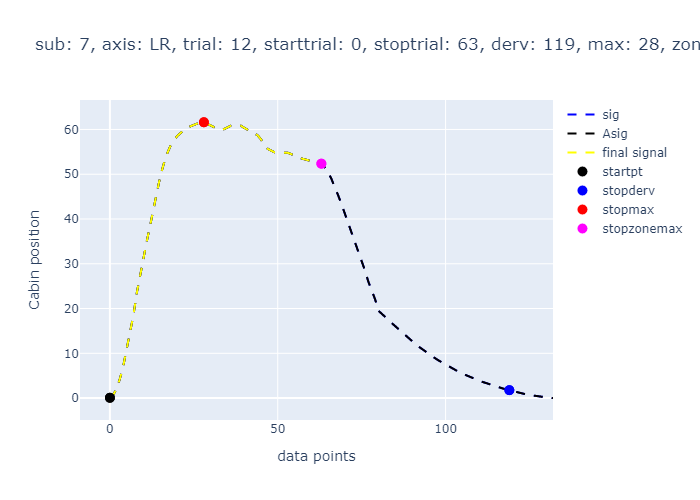 sub: 7, axis: LR, trial: 12, starttrial: 0, stoptrial: 63, derv: 119, max: 28, zon
60
50
40
30
20
10
0
Cabin position
0 50 100
data points
sig
Asig
final signal
startpt
stopderv
stopmax
stopzonemax